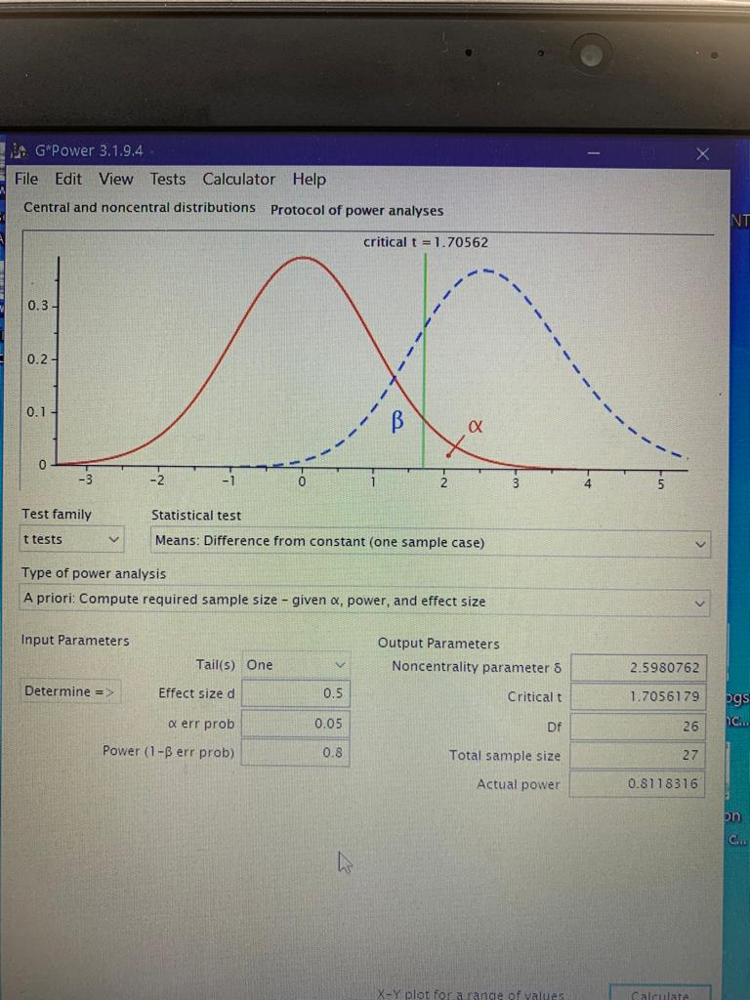 G*Power 3.1.9.4
File Edit View Tests Calculator Help
Central and noncentral distributions Protocol of power analyses
critical t = 1.70562
0.3
0.2
0.1
0
β
α
-3 -2 -1 0 1 2 3 4 5
Test family Statistical test
t tests Means: Difference from constant (one sample case)
Type of power analysis
A priori: Compute required sample size – given α, power, and effect size
Input Parameters Output Parameters
Tail(s) One Noncentrality parameter δ 2.5980762
Determine => Effect size d 0.5 Critical t 1.7056179
α err prob 0.05 Df 26
Power (1-β err prob) 0.8 Total sample size 27
Actual power 0.8118316
X-Y plot for a range of values Calculate
NT